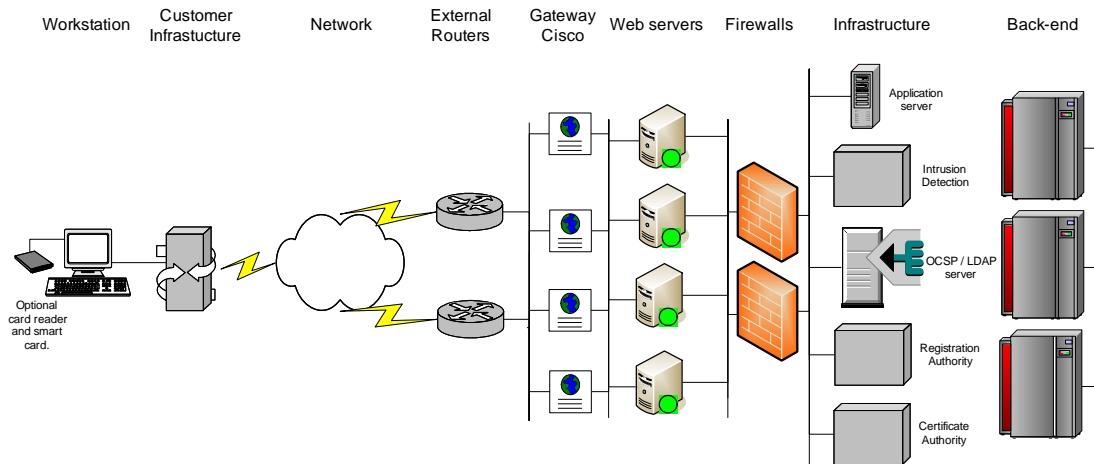 Workstation
Customer
Infrastucture
Network
External
Routers
Gateway
Cisco
Web servers
Firewalls
Infrastructure
Back-end
Application
server
Intrusion
Detection
OCSP / LDAP
server
Registration
Authority
Certificate
Authority
Optional
card reader
and smart
card.